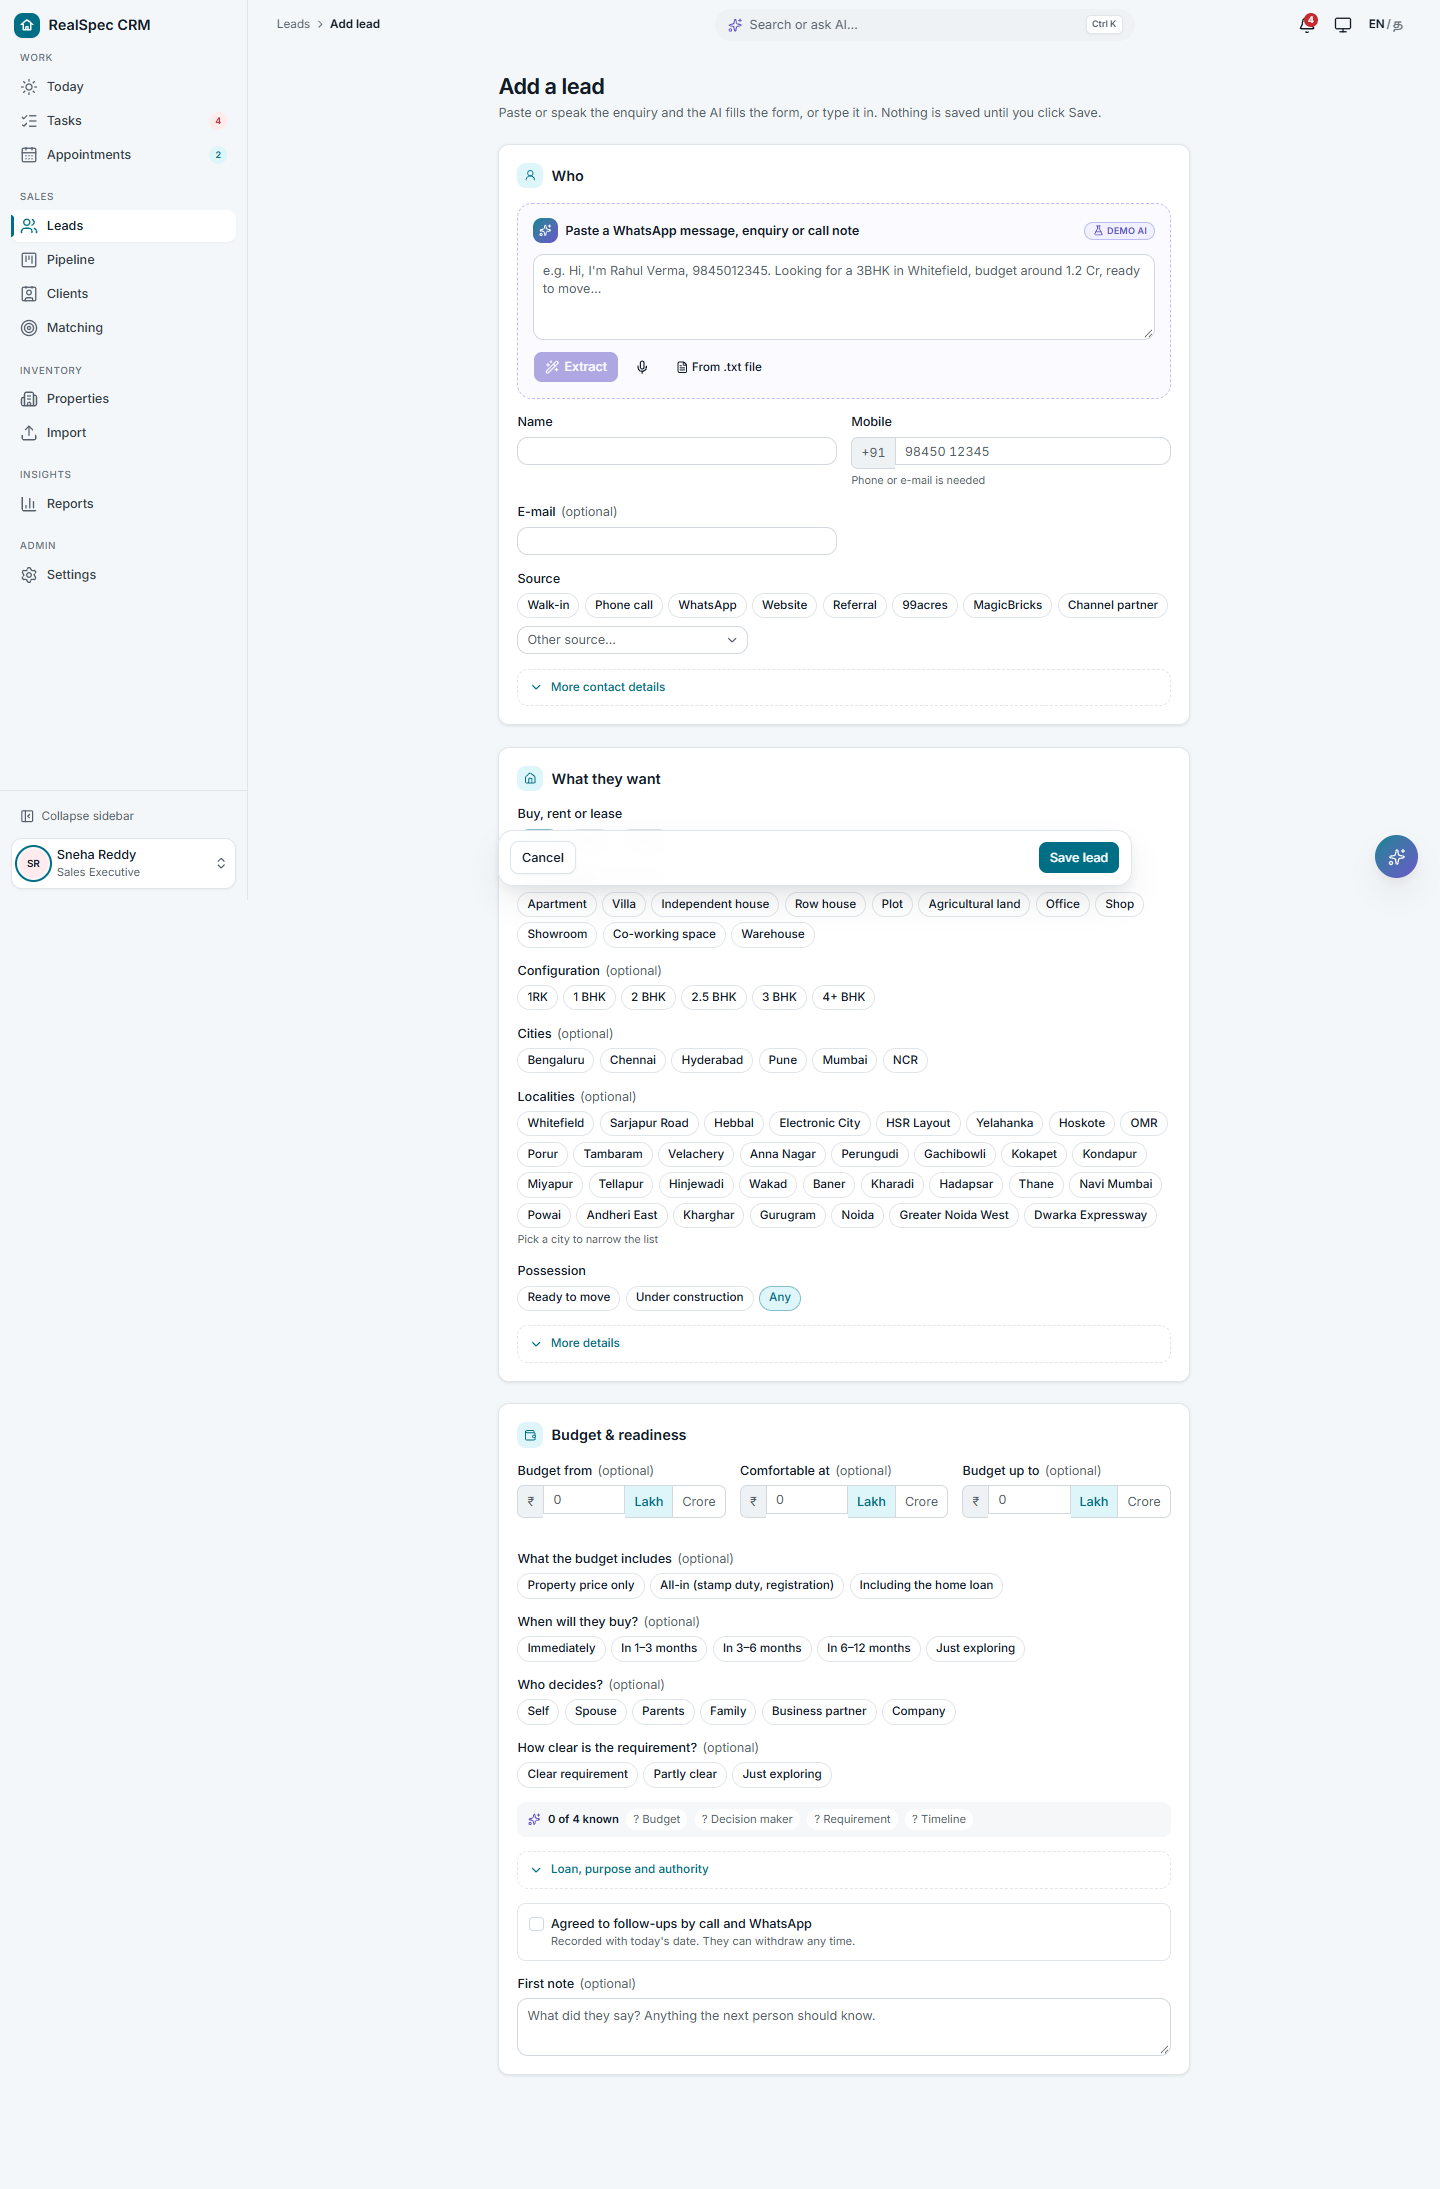 RealSpec CRM
Leads > Add lead
Search or ask AI...
Ctrl K
4
EN / த
WORK
Today
Tasks 4
Appointments 2
SALES
Leads
Pipeline
Clients
Matching
INVENTORY
Properties
Import
INSIGHTS
Reports
ADMIN
Settings
Collapse sidebar
SR
Sneha Reddy
Sales Executive
Add a lead
Paste or speak the enquiry and the AI fills the form, or type it in. Nothing is saved until you click Save.
Who
Paste a WhatsApp message, enquiry or call note
DEMO AI
e.g. Hi, I'm Rahul Verma, 9845012345. Looking for a 3BHK in Whitefield, budget around 1.2 Cr, ready
to move...
Extract
From .txt file
Name
Mobile
+91 98450 12345
Phone or e-mail is needed
E-mail (optional)
Source
Walk-in Phone call WhatsApp Website Referral 99acres MagicBricks Channel partner
Other source...
More contact details
What they want
Buy, rent or lease
Cancel
Save lead
Apartment Villa Independent house Row house Plot Agricultural land Office Shop
Showroom Co-working space Warehouse
Configuration (optional)
1RK 1 BHK 2 BHK 2.5 BHK 3 BHK 4+ BHK
Cities (optional)
Bengaluru Chennai Hyderabad Pune Mumbai NCR
Localities (optional)
Whitefield Sarjapur Road Hebbal Electronic City HSR Layout Yelahanka Hoskote OMR
Porur Tambaram Velachery Anna Nagar Perungudi Gachibowli Kokapet Kondapur
Miyapur Tellapur Hinjewadi Wakad Baner Kharadi Hadapsar Thane Navi Mumbai
Powai Andheri East Kharghar Gurugram Noida Greater Noida West Dwarka Expressway
Pick a city to narrow the list
Possession
Ready to move Under construction Any
More details
Budget & readiness
Budget from (optional) Comfortable at (optional) Budget up to (optional)
₹ 0 Lakh Crore ₹ 0 Lakh Crore ₹ 0 Lakh Crore
What the budget includes (optional)
Property price only All-in (stamp duty, registration) Including the home loan
When will they buy? (optional)
Immediately In 1–3 months In 3–6 months In 6–12 months Just exploring
Who decides? (optional)
Self Spouse Parents Family Business partner Company
How clear is the requirement? (optional)
Clear requirement Partly clear Just exploring
0 of 4 known ? Budget ? Decision maker ? Requirement ? Timeline
Loan, purpose and authority
Agreed to follow-ups by call and WhatsApp
Recorded with today's date. They can withdraw any time.
First note (optional)
What did they say? Anything the next person should know.